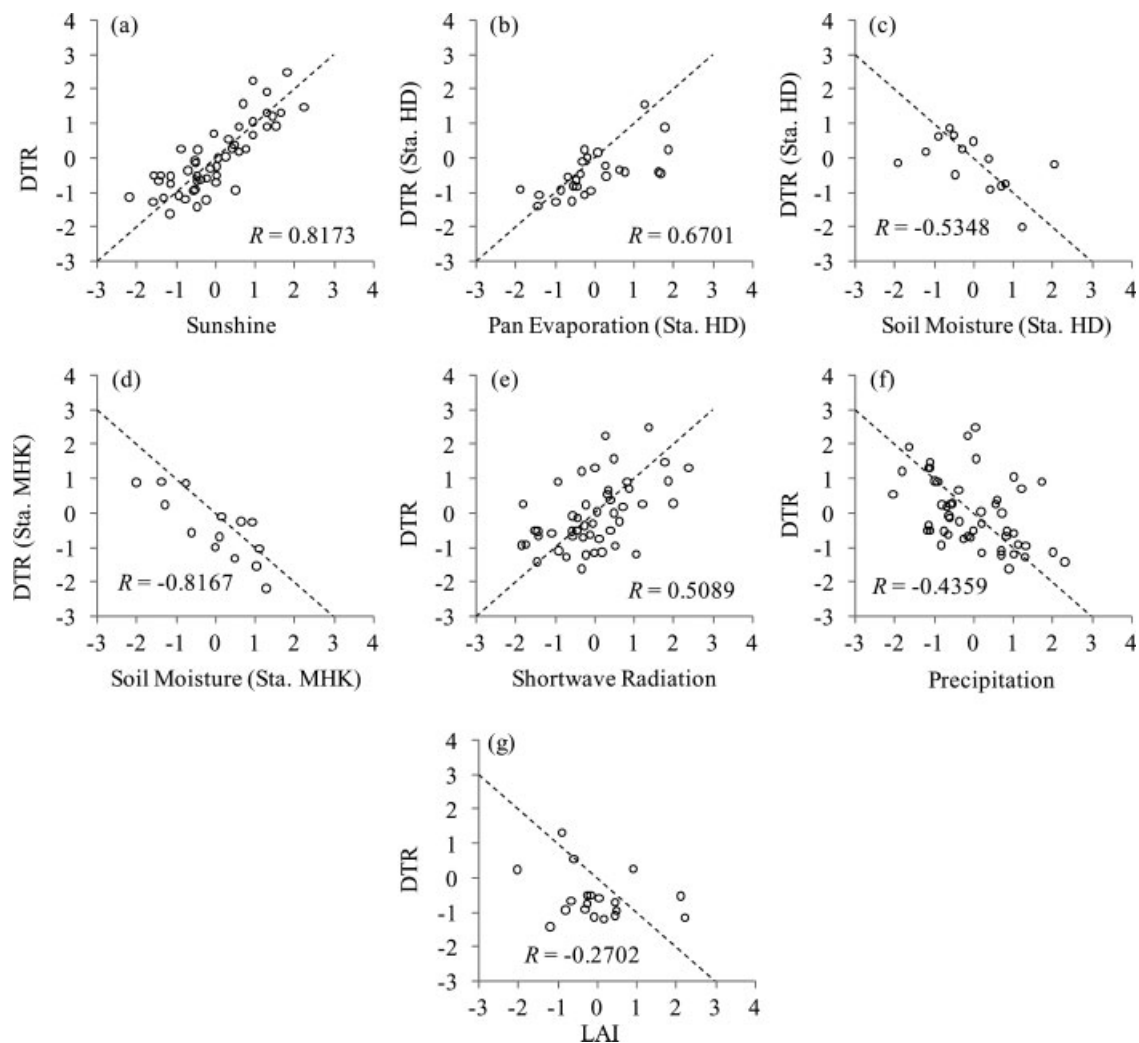 (a)
4
3
2
1
0
-1
-2
-3
DTR
R = 0.8173
-3 -2 -1 0 1 2 3 4
Sunshine
(b)
4
3
2
1
0
-1
-2
-3
DTR (Sta. HD)
R = 0.6701
-3 -2 -1 0 1 2 3 4
Pan Evaporation (Sta. HD)
(c)
4
3
2
1
0
-1
-2
-3
DTR (Sta. HD)
R = -0.5348
-3 -2 -1 0 1 2 3 4
Soil Moisture (Sta. HD)
(d)
4
3
2
1
0
-1
-2
-3
DTR (Sta. MHK)
R = -0.8167
-3 -2 -1 0 1 2 3 4
Soil Moisture (Sta. MHK)
(e)
4
3
2
1
0
-1
-2
-3
DTR
R = 0.5089
-3 -2 -1 0 1 2 3 4
Shortwave Radiation
(f)
4
3
2
1
0
-1
-2
-3
DTR
R = -0.4359
-3 -2 -1 0 1 2 3 4
Precipitation
(g)
4
3
2
1
0
-1
-2
-3
DTR
R = -0.2702
-3 -2 -1 0 1 2 3 4
LAI